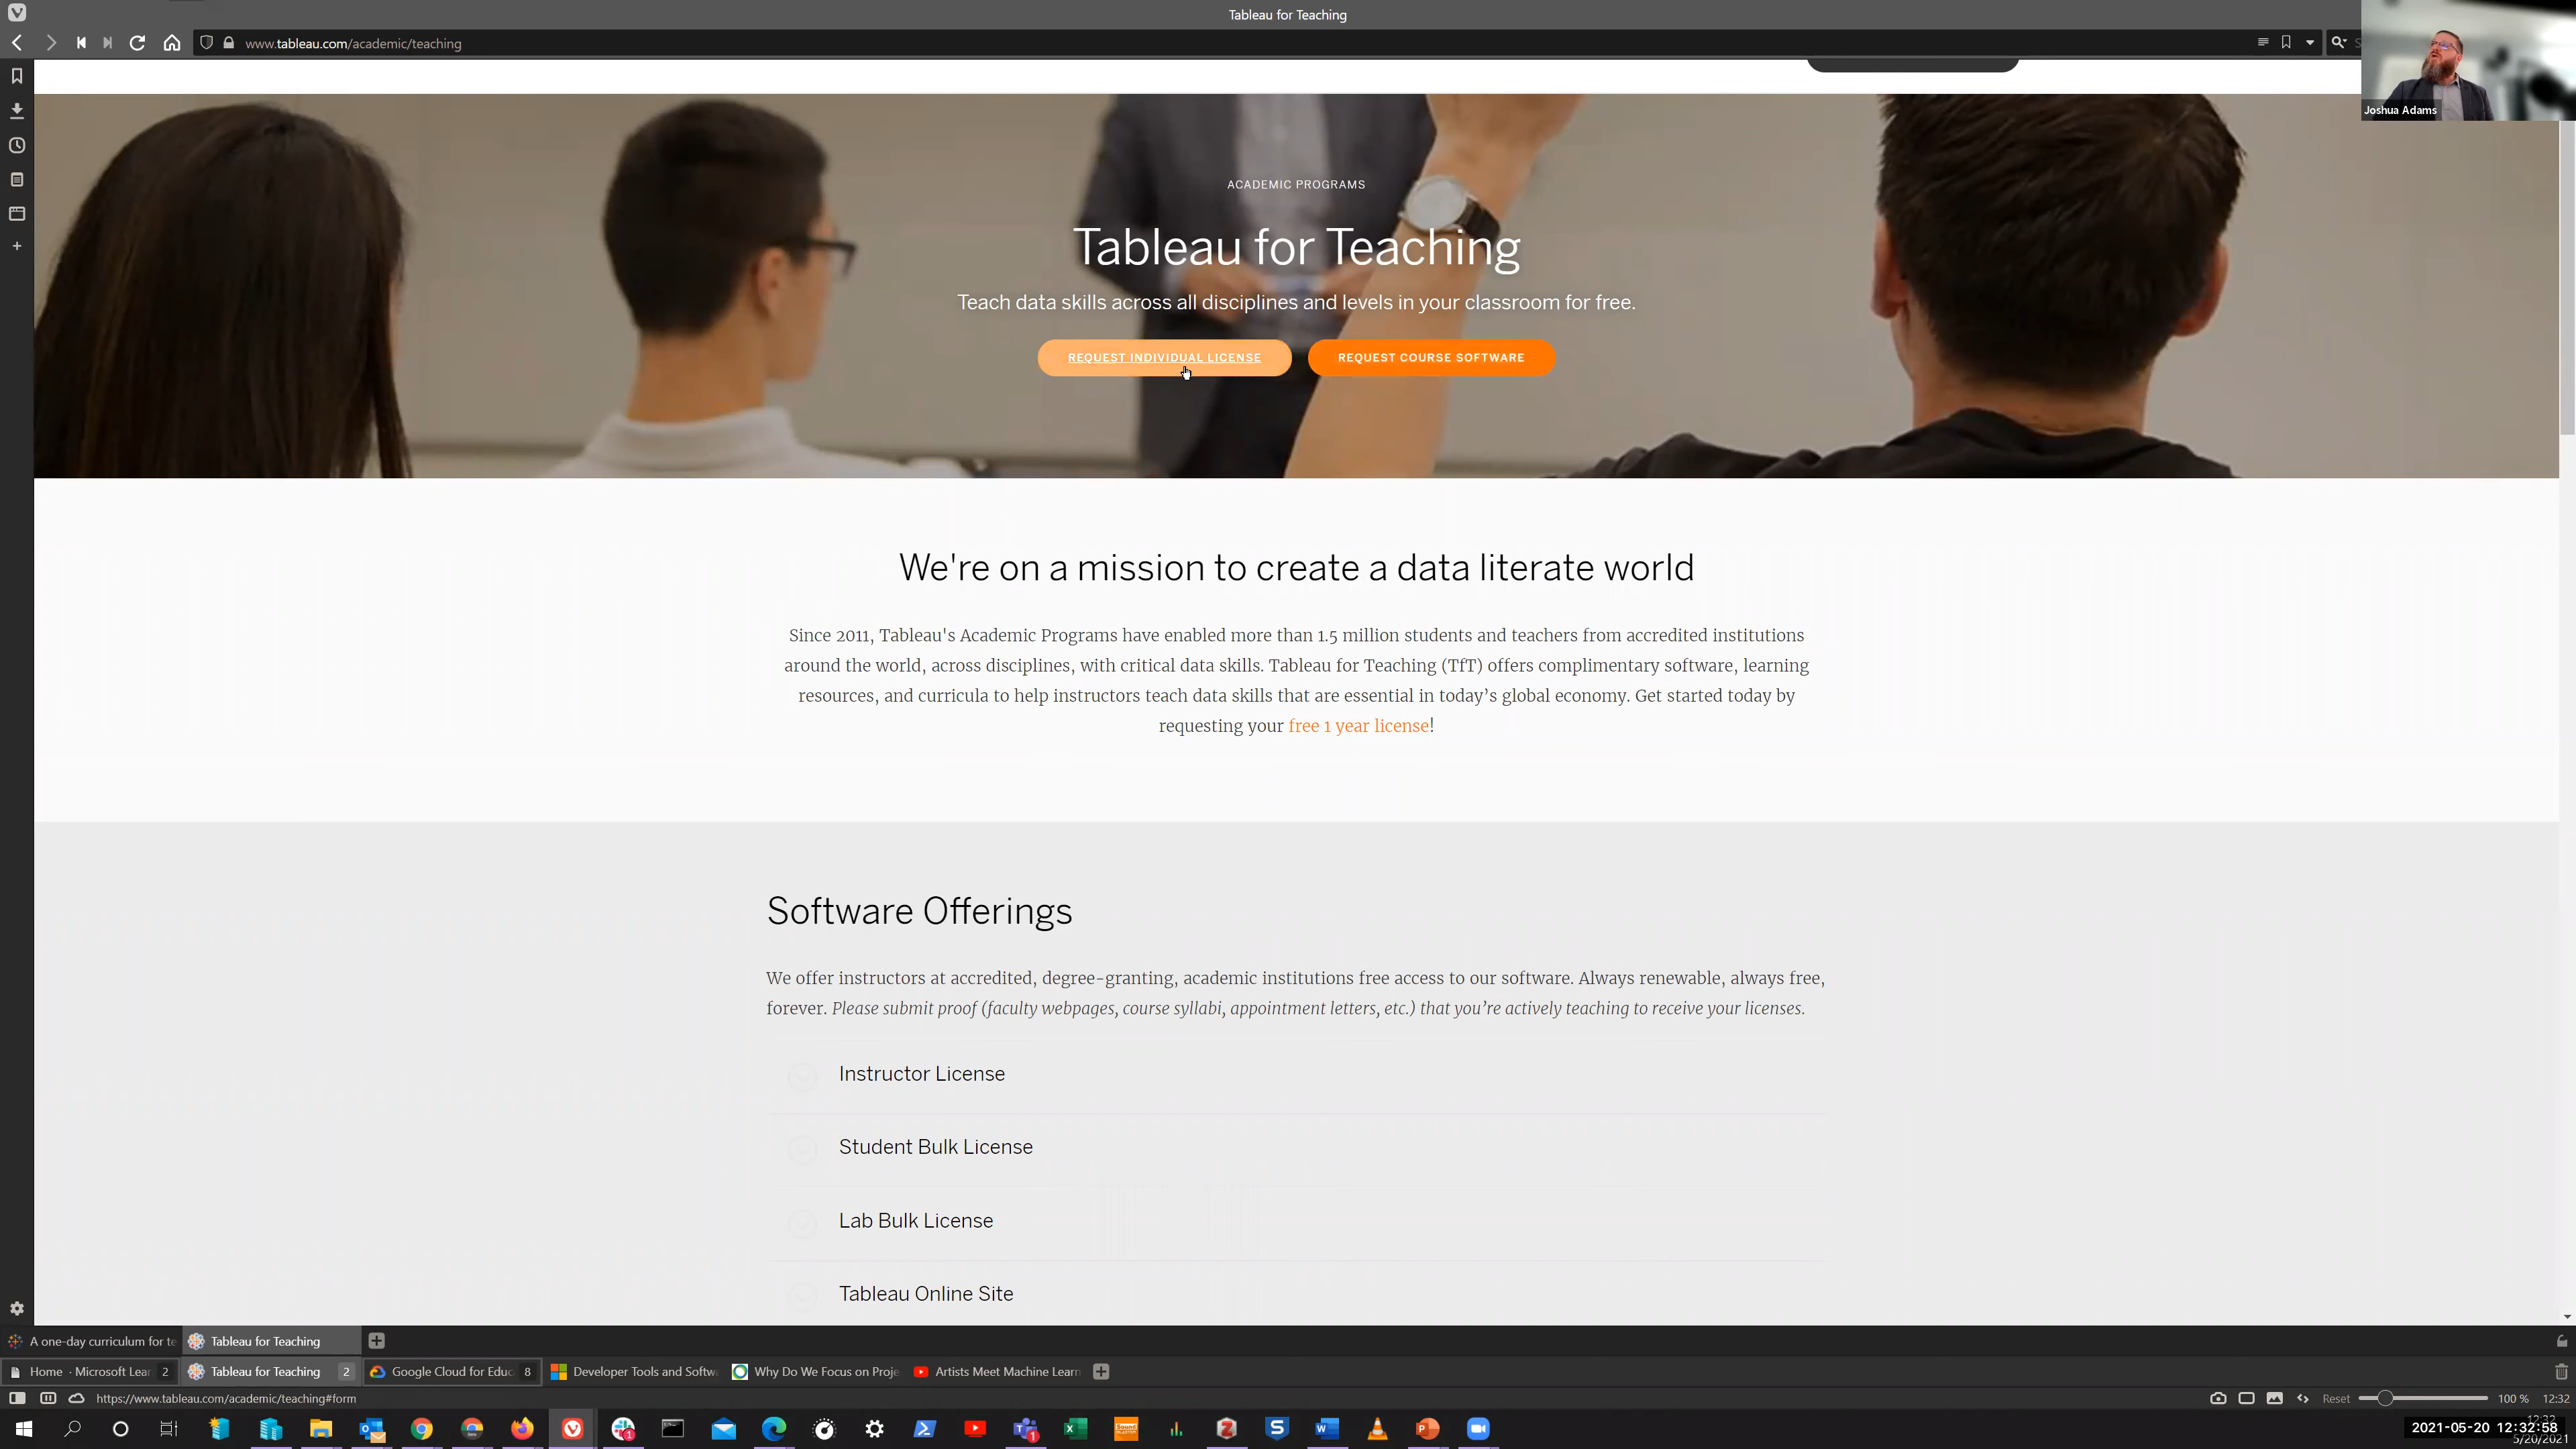 Tableau for Teaching
www.tableau.com/academic/teaching
Joshua Adams
ACADEMIC PROGRAMS
Tableau for Teaching
Teach data skills across all disciplines and levels in your classroom for free.
REQUEST INDIVIDUAL LICENSE
REQUEST COURSE SOFTWARE
We're on a mission to create a data literate world
Since 2011, Tableau's Academic Programs have enabled more than 1.5 million students and teachers from accredited institutions
around the world, across disciplines, with critical data skills. Tableau for Teaching (TfT) offers complimentary software, learning
resources, and curricula to help instructors teach data skills that are essential in today's global economy. Get started today by
requesting your free 1 year license!
Software Offerings
We offer instructors at accredited, degree-granting, academic institutions free access to our software. Always renewable, always free,
forever. Please submit proof (faculty webpages, course syllabi, appointment letters, etc.) that you're actively teaching to receive your licenses.
Instructor License
Student Bulk License
Lab Bulk License
Tableau Online Site
A one-day curriculum for te
Tableau for Teaching
Home · Microsoft Lear 2
Tableau for Teaching 2
Google Cloud for Educ 8
Developer Tools and Softw
Why Do We Focus on Proje
Artists Meet Machine Learn
https://www.tableau.com/academic/teaching#form
Reset
100 %
12:32
2021-05-20 12:32:58
5/20/2021